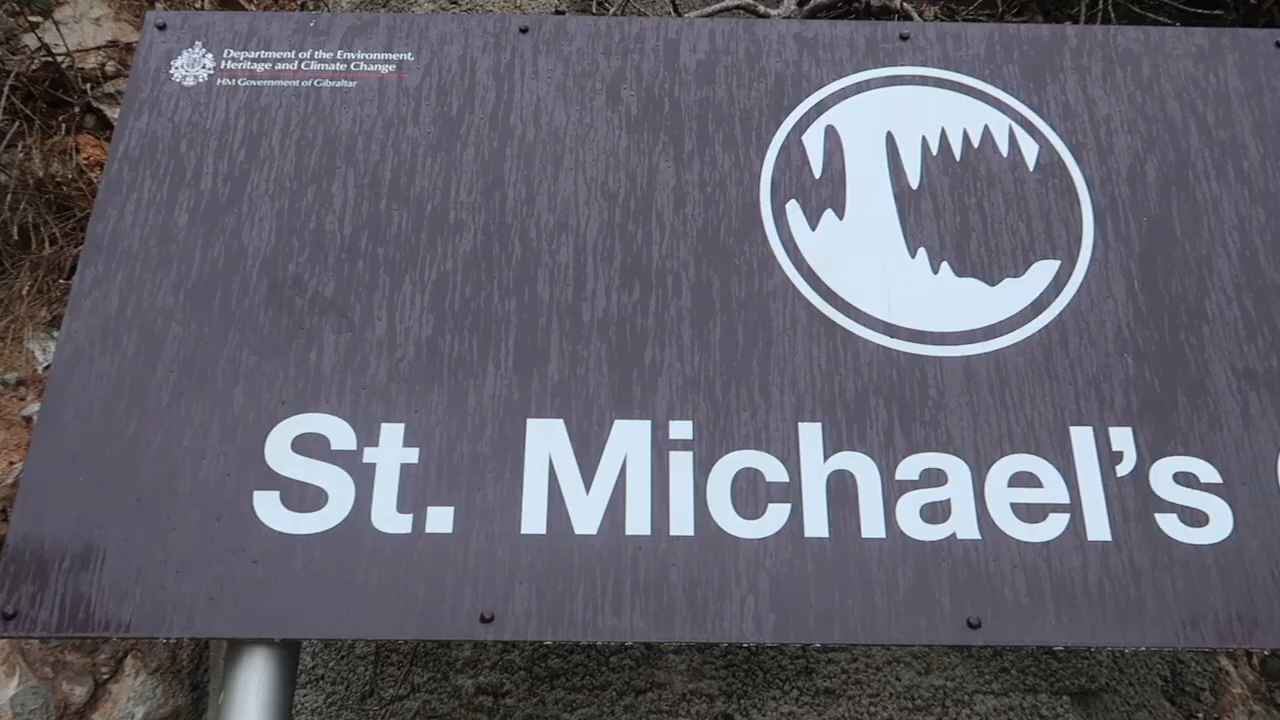 Department of the Environment,
Heritage and Climate Change
HM Government of Gibraltar
St. Michael's